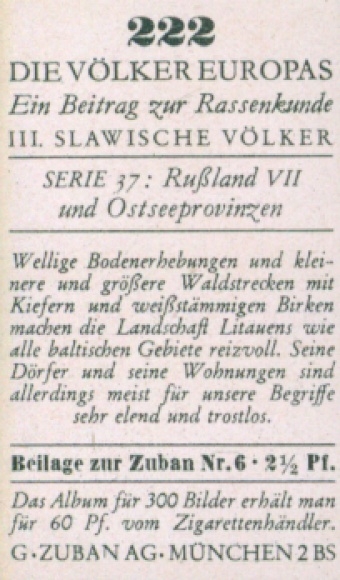 222
DIE VÖLKER EUROPAS
Ein Beitrag zur Rassenkunde
III. SLAWISCHE VÖLKER
SERIE 37: Rußland VII
und Ostseeprovinzen
Wellige Bodenerhebungen und klei-
nere und größere Waldstrecken mit
Kiefern und weißstämmigen Birken
machen die Landschaft Litauens wie
alle baltischen Gebiete reizvoll. Seine
Dörfer und seine Wohnungen sind
allerdings meist für unsere Begriffe
sehr elend und trostlos.
Beilage zur Zuban Nr. 6 · 2½ Pf.
Das Album für 300 Bilder erhält man
für 60 Pf. vom Zigarettenhändler.
G·ZUBAN AG·MÜNCHEN 2 BS